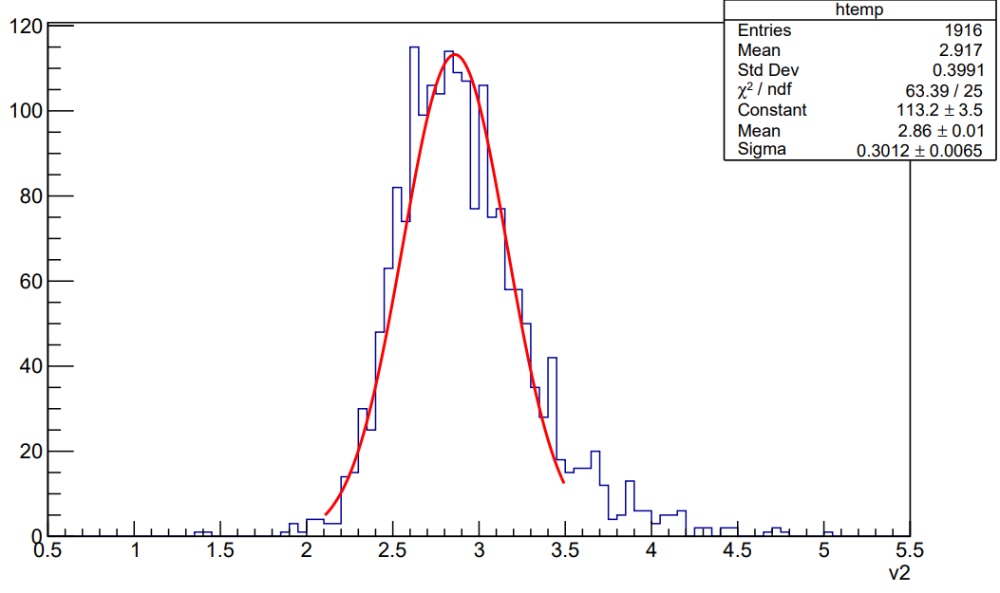 htemp
Entries 1916
Mean 2.917
Std Dev 0.3991
χ² / ndf 63.39 / 25
Constant 113.2 ± 3.5
Mean 2.86 ± 0.01
Sigma 0.3012 ± 0.0065
120
100
80
60
40
20
0
0.5 1 1.5 2 2.5 3 3.5 4 4.5 5 5.5
v2